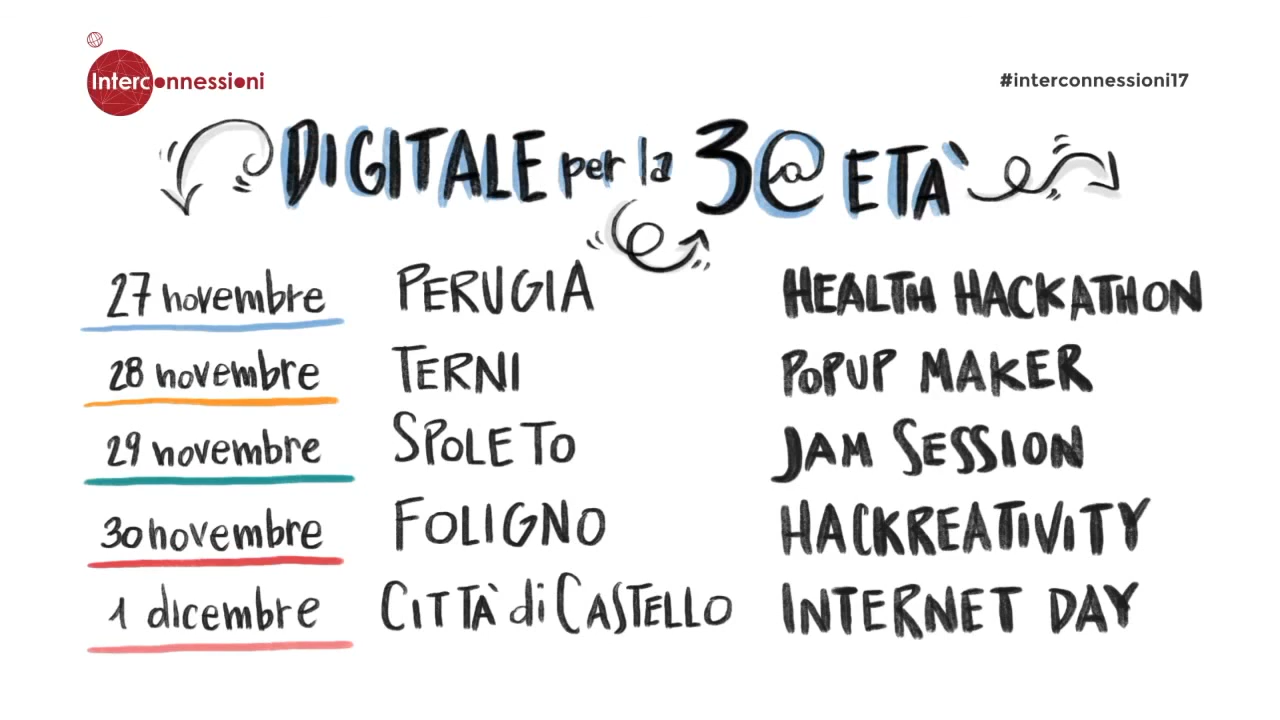 Interconnessioni
#interconnessioni17
DIGITALE per la 3@ ETÀ
27 novembre PERUGIA HEALTH HACKATHON
28 novembre TERNI POPUP MAKER
29 novembre SPOLETO JAM SESSION
30 novembre FOLIGNO HACKREATIVITY
1 dicembre CITTÀ di CASTELLO INTERNET DAY